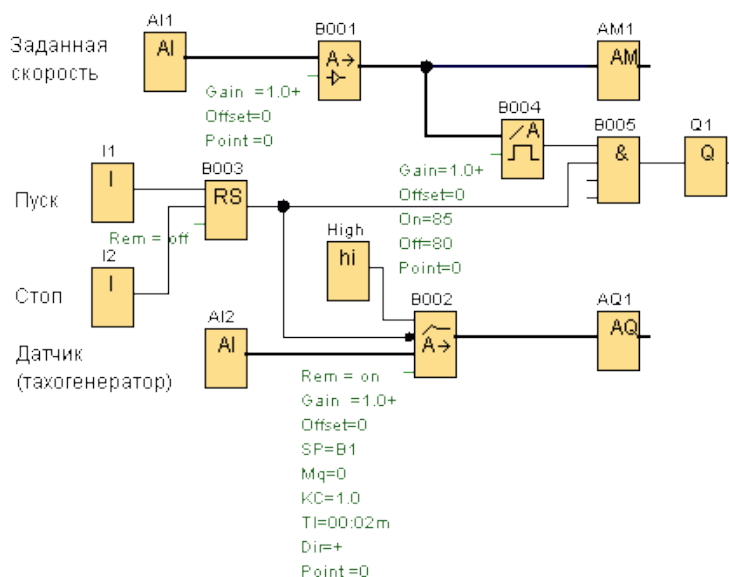 AI1
B001
AM1
Заданная
скорость
AI
A→
AM
Gain =1.0+
Offset=0
Point=0
B004
/A
B005
&
Q1
Q
I1
I
B003
RS
Пуск
Rem = off
Gain=1.0+
Offset=0
On=85
Off=80
Point=0
High
hi
I2
I
Стоп
AI2
AI
B002
A→
AQ1
AQ
Датчик
(тахогенератор)
Rem = on
Gain =1.0+
Offset=0
SP=B1
Mq=0
KC=1.0
TI=00:02m
Dir=+
Point=0